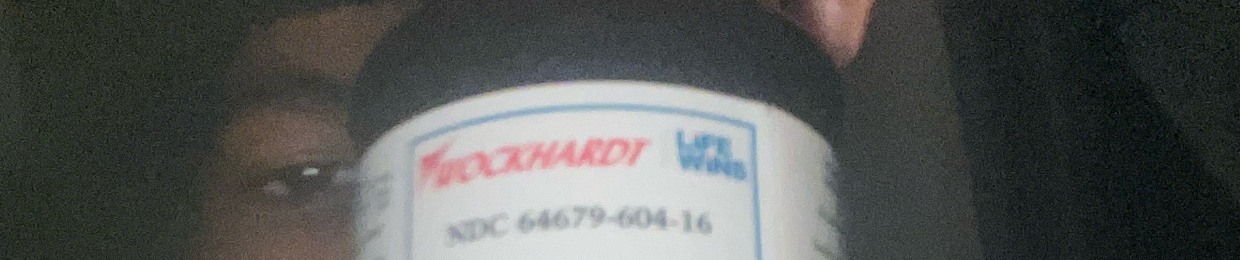 WOCKHARDT LIFE WINS
NDC 64679-604-16